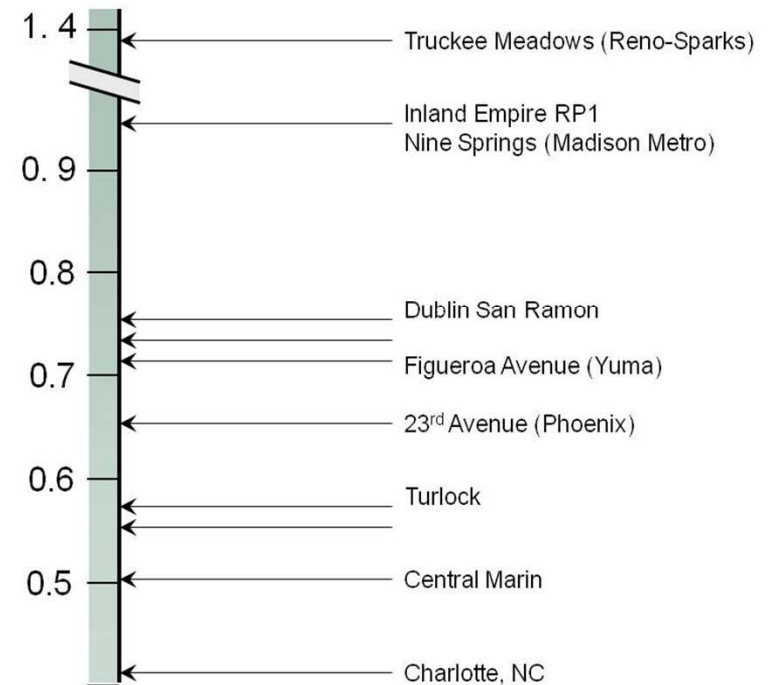 1. 4
Truckee Meadows (Reno-Sparks)
Inland Empire RP1
Nine Springs (Madison Metro)
0. 9
0.8
Dublin San Ramon
Figueroa Avenue (Yuma)
0.7
23rd Avenue (Phoenix)
0.6
Turlock
0.5
Central Marin
Charlotte, NC